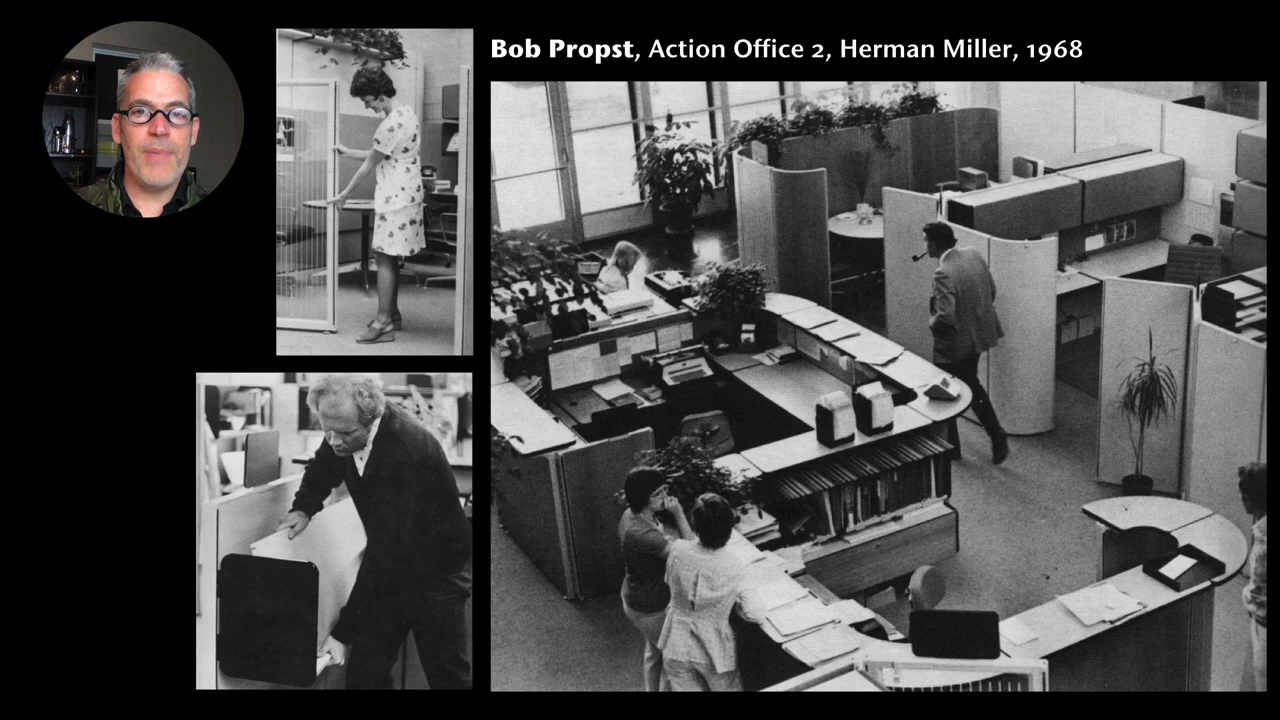 Bob Propst, Action Office 2, Herman Miller, 1968